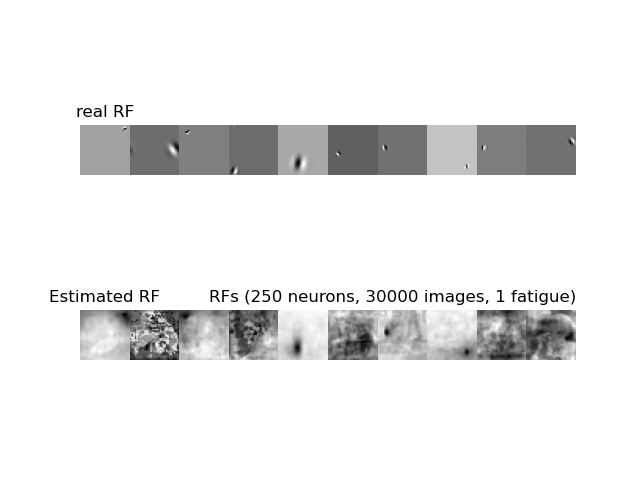 real RF
Estimated RF
RFs (250 neurons, 30000 images, 1 fatigue)